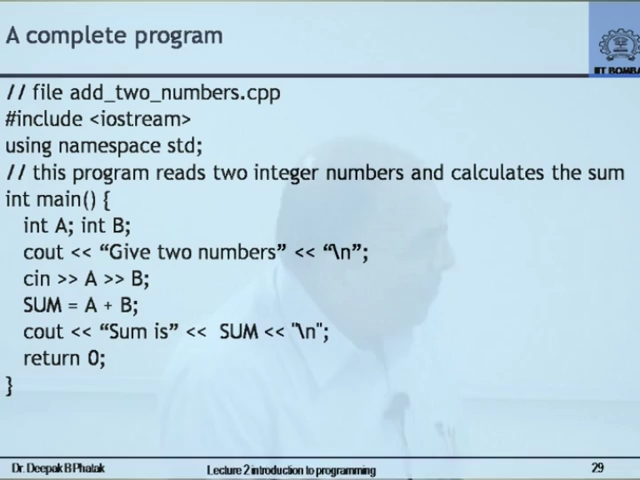 A complete program
IIT BOMBA
// file add_two_numbers.cpp
#include <iostream>
using namespace std;
// this program reads two integer numbers and calculates the sum
int main() {
int A; int B;
cout << “Give two numbers” << “\n”;
cin >> A >> B;
SUM = A + B;
cout << “Sum is” << SUM << "\n";
return 0;
}
Dr. Deepak B Phatak
Lecture 2 introduction to programming
29